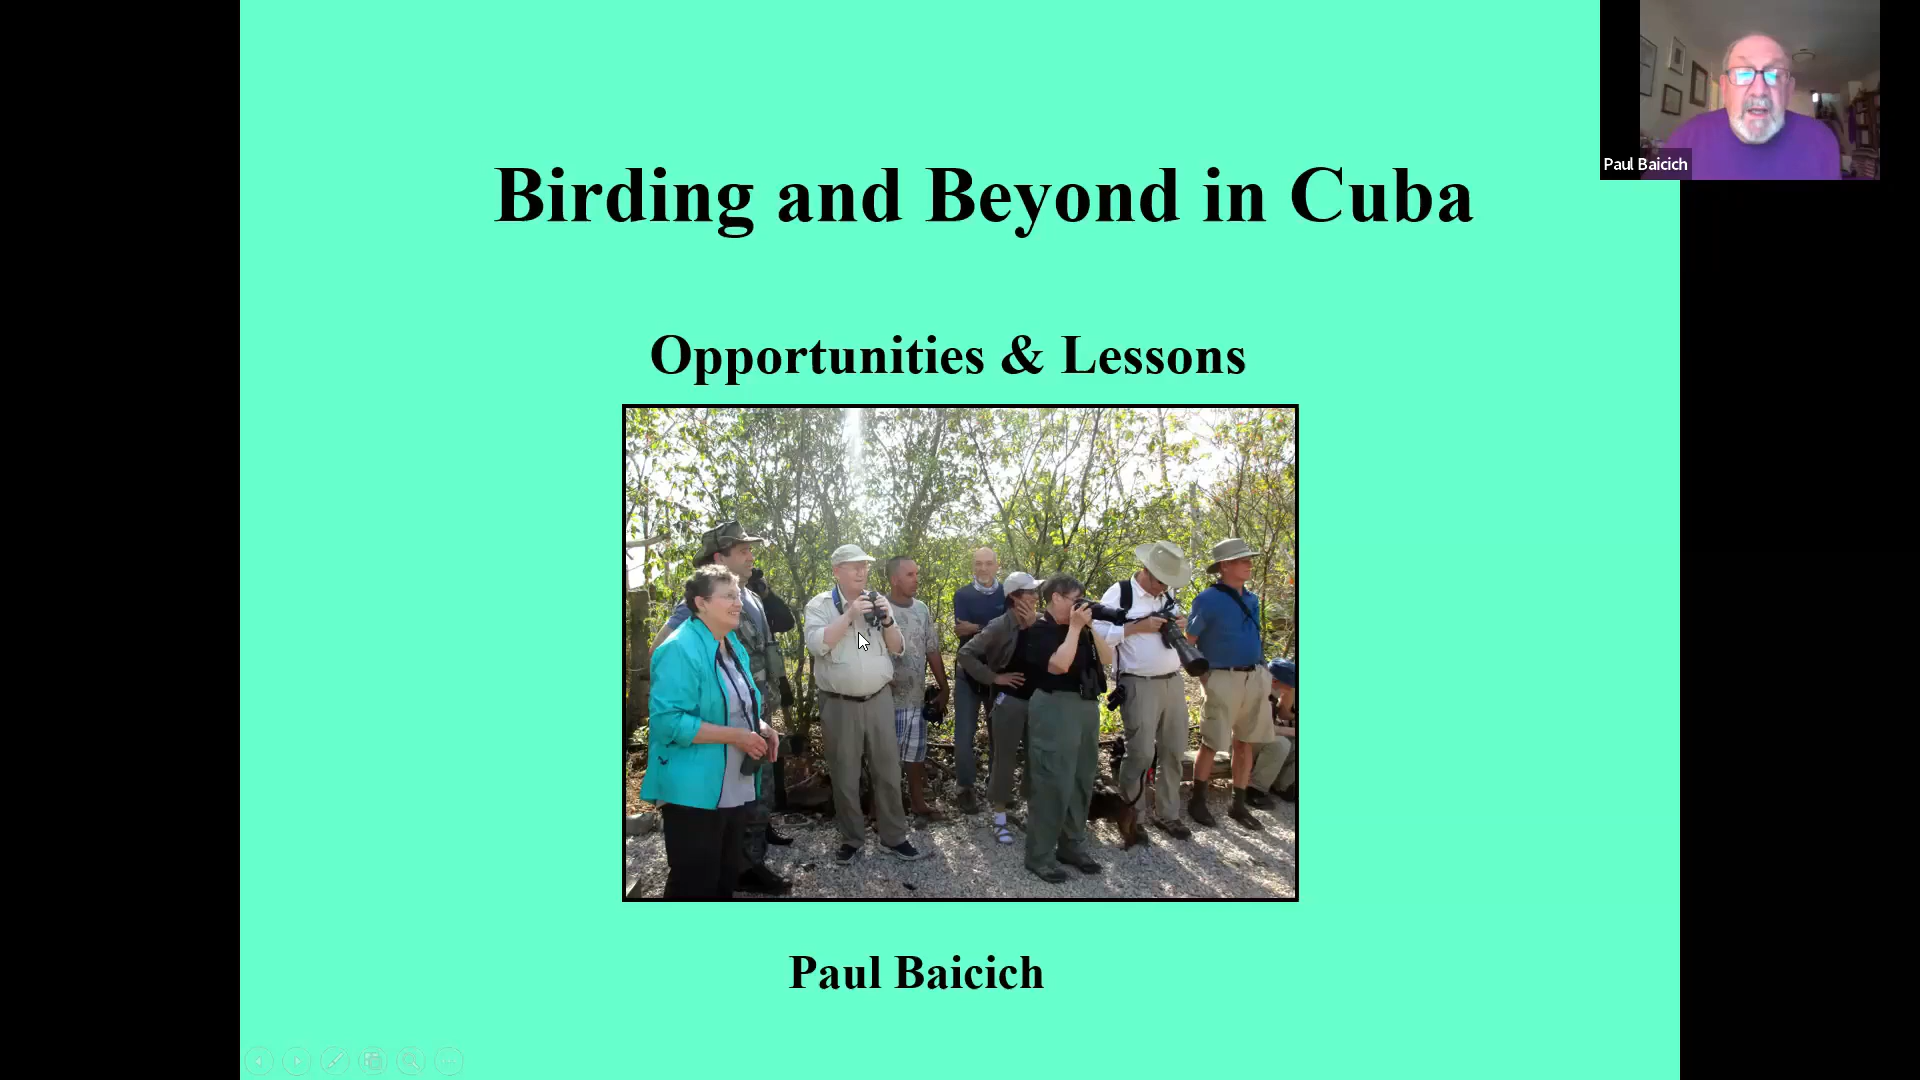 Birding and Beyond in Cuba
Opportunities & Lessons
Paul Baicich
Paul Baicich